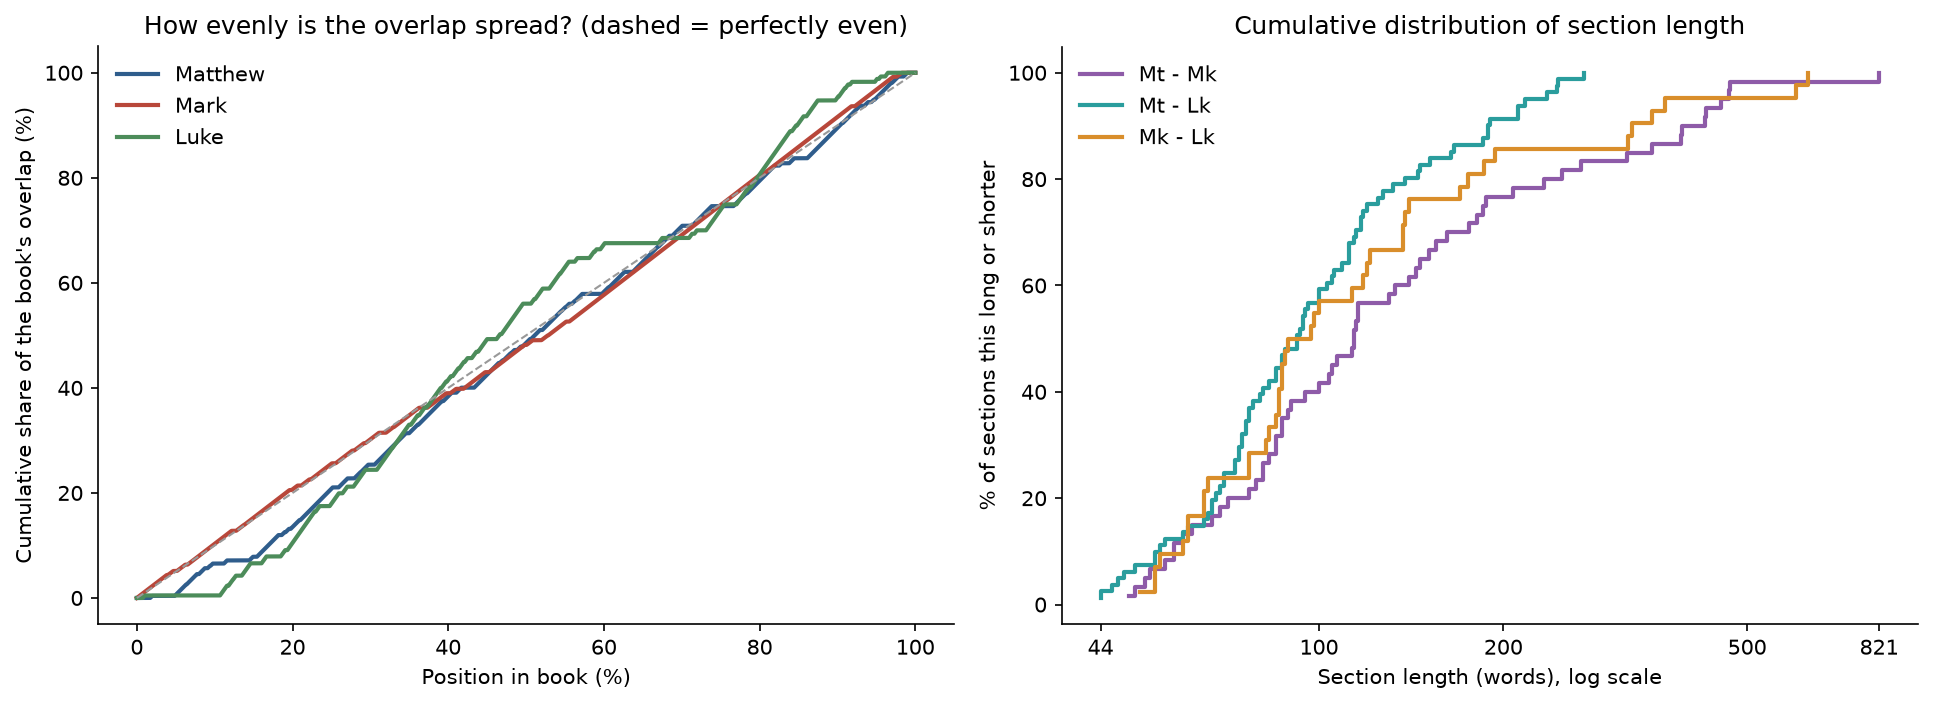 How evenly is the overlap spread? (dashed = perfectly even)
Cumulative share of the book's overlap (%)
100
80
60
40
20
0
Matthew
Mark
Luke
0 20 40 60 80 100
Position in book (%)
Cumulative distribution of section length
% of sections this long or shorter
100
80
60
40
20
0
Mt - Mk
Mt - Lk
Mk - Lk
44 100 200 500 821
Section length (words), log scale